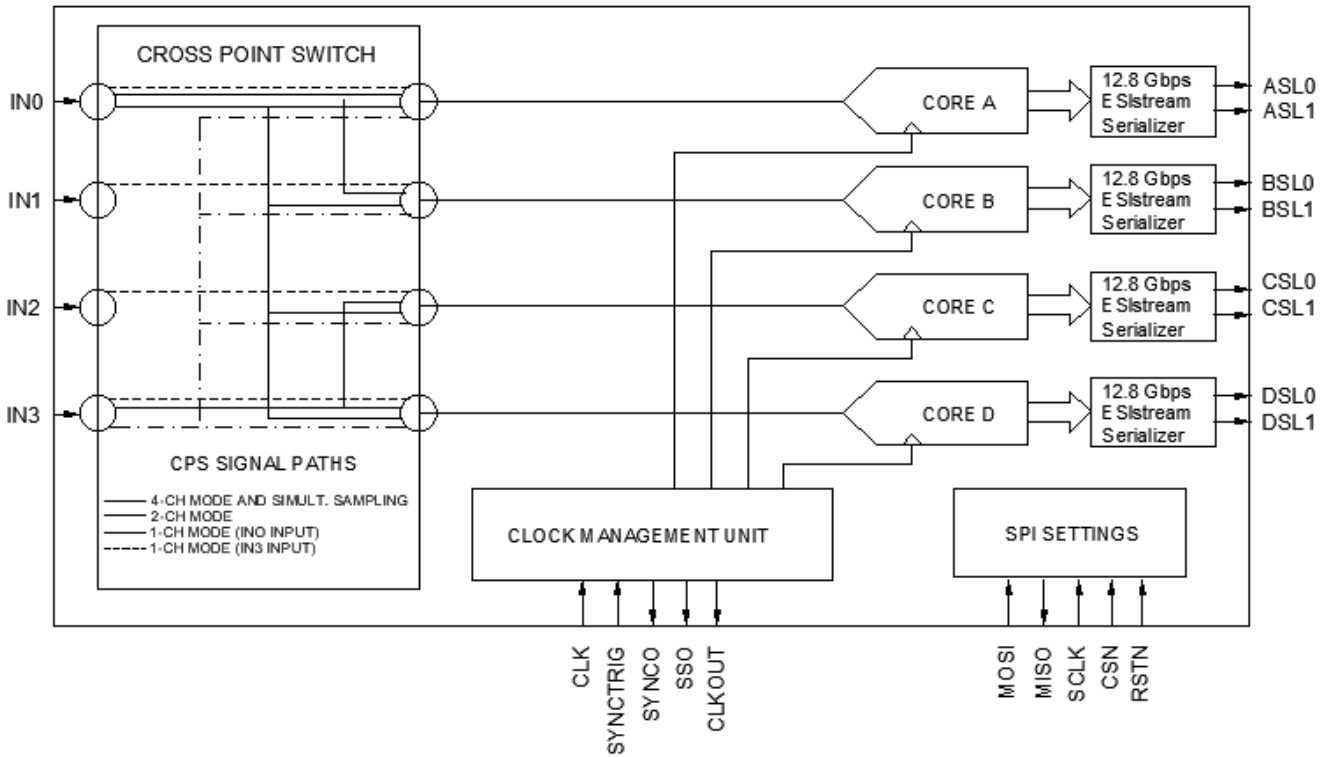 CROSS POINT SWITCH
IN0
IN1
IN2
IN3
CPS SIGNAL PATHS
4-CH MODE AND SIMULT. SAMPLING
2-CH MODE
1-CH MODE (IN0 INPUT)
1-CH MODE (IN3 INPUT)
CORE A
12.8 Gbps
ESIstream
Serializer
ASL0
ASL1
CORE B
12.8 Gbps
ESIstream
Serializer
BSL0
BSL1
CORE C
12.8 Gbps
ESIstream
Serializer
CSL0
CSL1
CORE D
12.8 Gbps
ESIstream
Serializer
DSL0
DSL1
CLOCK MANAGEMENT UNIT
SPI SETTINGS
CLK
SYNCTRIG
SYNCO
SSO
CLKOUT
MOSI
MISO
SCLK
CSN
RSTN